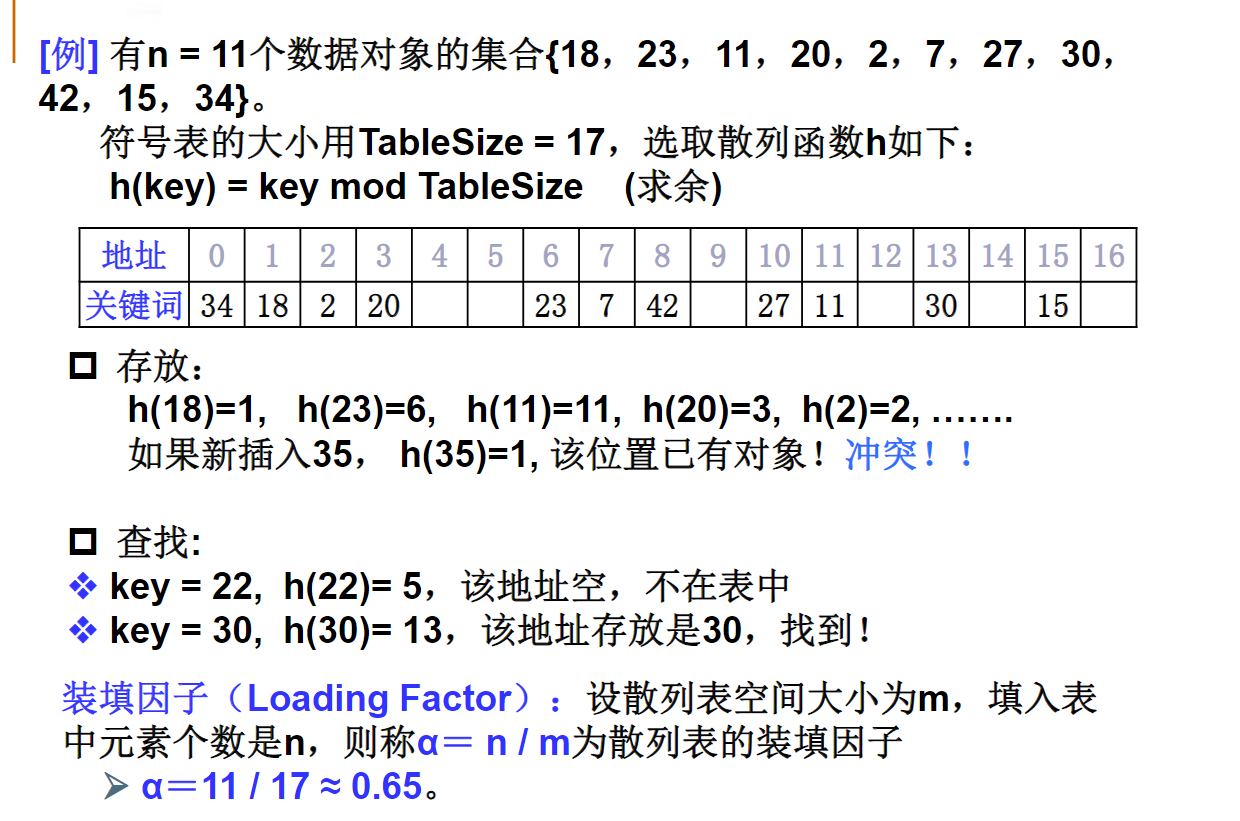 [例] 有n = 11个数据对象的集合{18，23，11，20，2，7，27，30，
42，15，34}。
符号表的大小用TableSize = 17，选取散列函数h如下：
h(key) = key mod TableSize (求余)
地址 0 1 2 3 4 5 6 7 8 9 10 11 12 13 14 15 16
关键词 34 18 2 20 23 7 42 27 11 30 15
存放：
h(18)=1, h(23)=6, h(11)=11, h(20)=3, h(2)=2, …….
如果新插入35， h(35)=1, 该位置已有对象！冲突！！
查找:
key = 22, h(22)= 5，该地址空，不在表中
key = 30, h(30)= 13，该地址存放是30，找到！
装填因子（Loading Factor）：设散列表空间大小为m，填入表
中元素个数是n，则称α＝ n / m为散列表的装填因子
α＝11 / 17 ≈ 0.65。